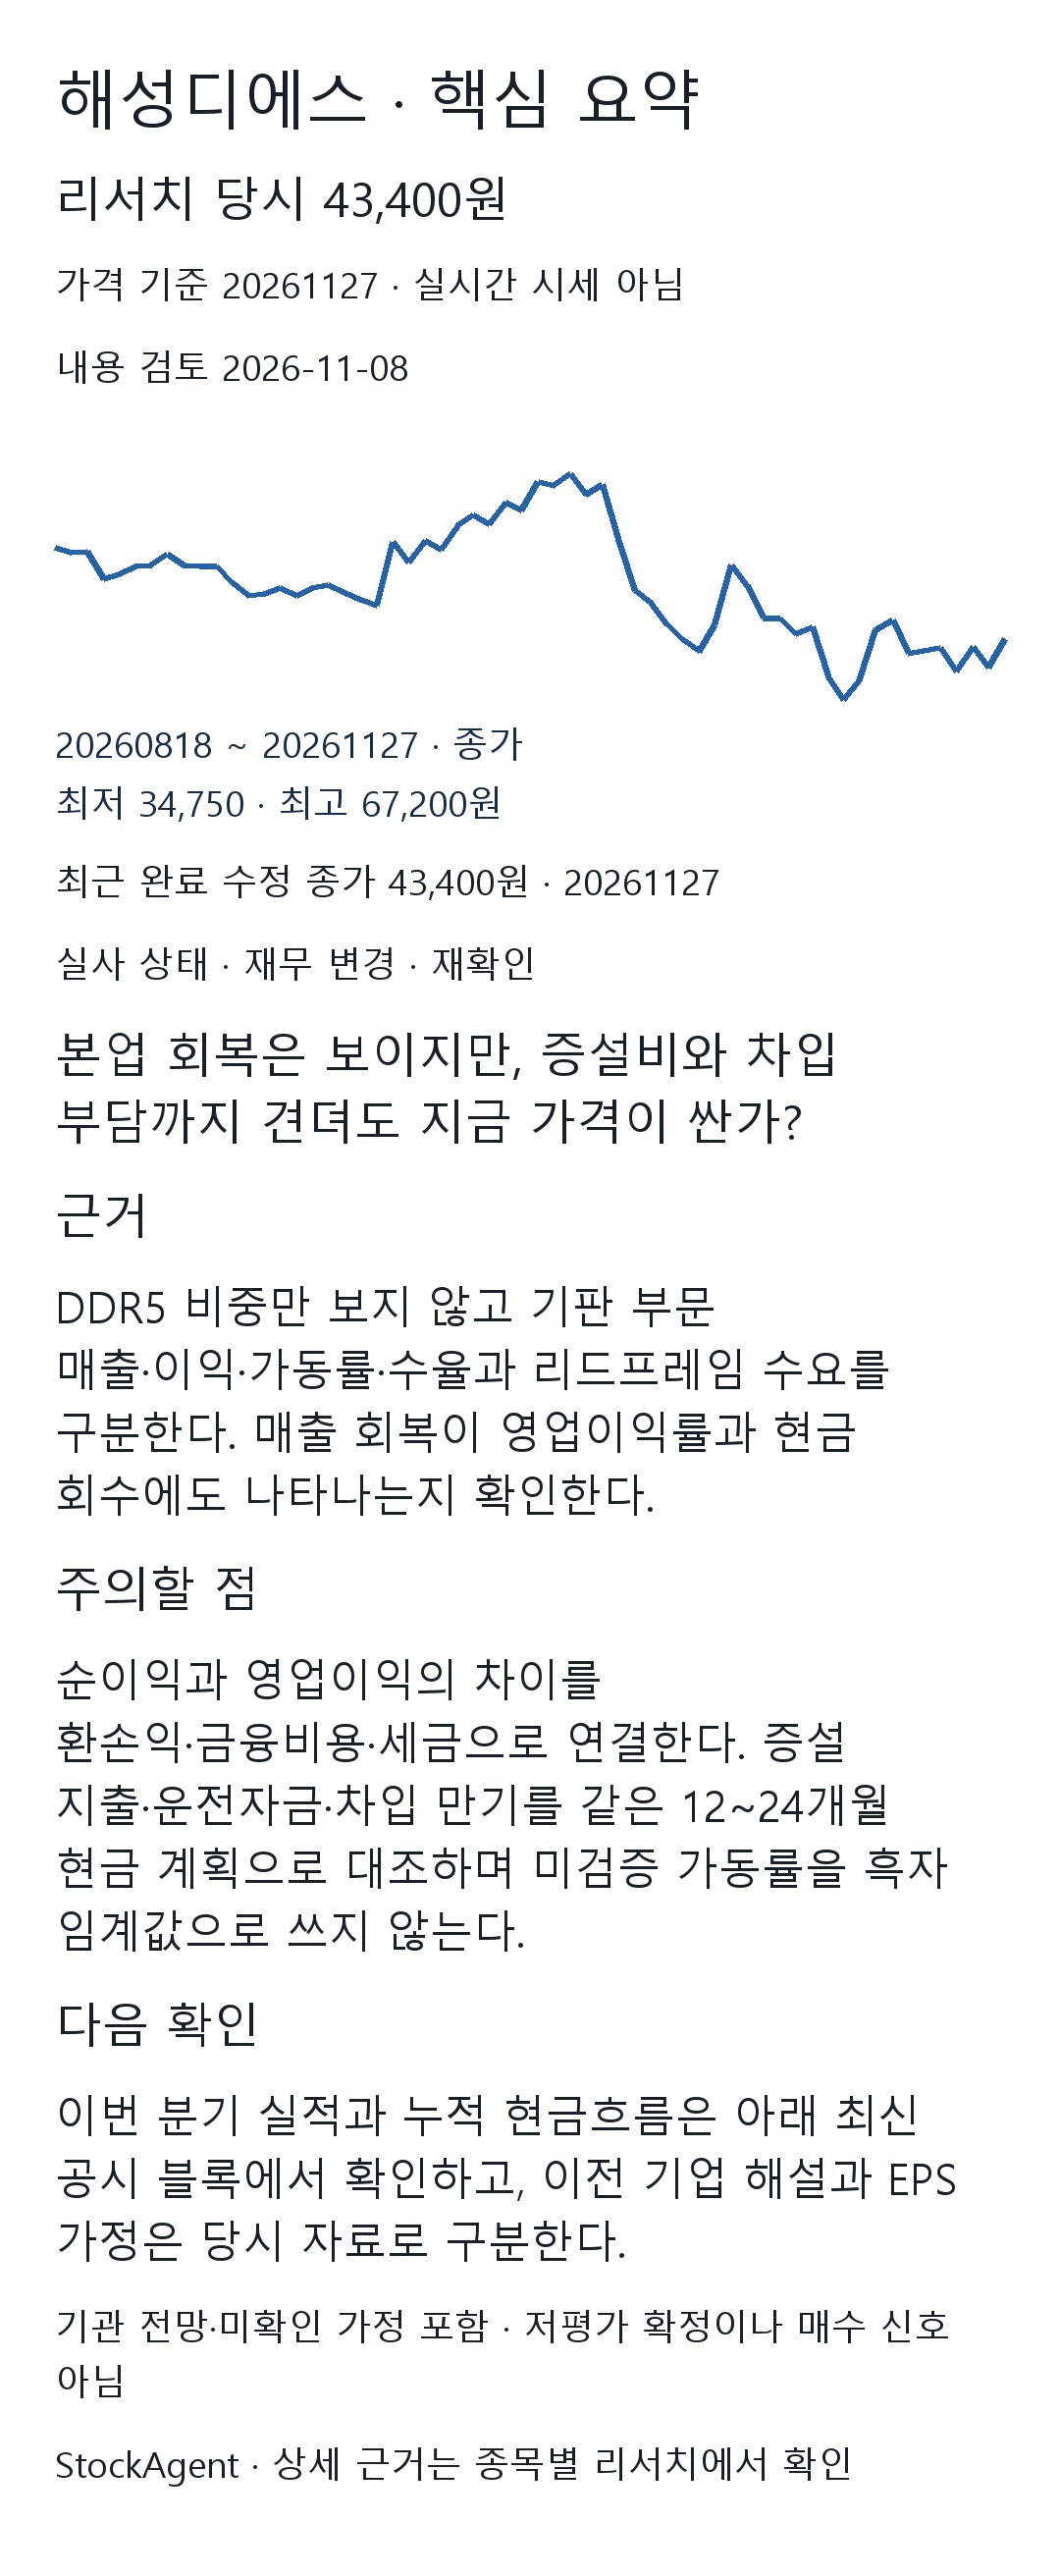 해성디에스 · 핵심 요약
리서치 당시 43,400원
가격 기준 20261127 · 실시간 시세 아님
내용 검토 2026-11-08
20260818 ~ 20261127 · 종가
최저 34,750 · 최고 67,200원
최근 완료 수정 종가 43,400원 · 20261127
실사 상태 · 재무 변경 · 재확인
본업 회복은 보이지만, 증설비와 차입
부담까지 견뎌도 지금 가격이 싼가?
근거
DDR5 비중만 보지 않고 기판 부문
매출·이익·가동률·수율과 리드프레임 수요를
구분한다. 매출 회복이 영업이익률과 현금
회수에도 나타나는지 확인한다.
주의할 점
순이익과 영업이익의 차이를
환손익·금융비용·세금으로 연결한다. 증설
지출·운전자금·차입 만기를 같은 12~24개월
현금 계획으로 대조하며 미검증 가동률을 흑자
임계값으로 쓰지 않는다.
다음 확인
이번 분기 실적과 누적 현금흐름은 아래 최신
공시 블록에서 확인하고, 이전 기업 해설과 EPS
가정은 당시 자료로 구분한다.
기관 전망·미확인 가정 포함 · 저평가 확정이나 매수 신호
아님
StockAgent · 상세 근거는 종목별 리서치에서 확인